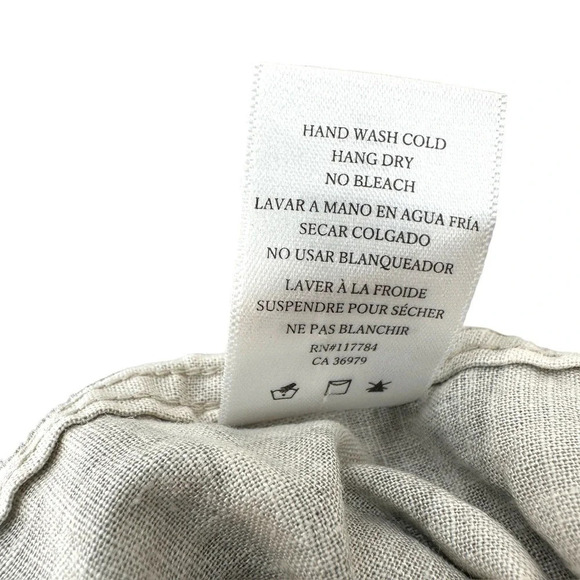 HAND WASH COLD
HANG DRY
NO BLEACH
LAVAR A MANO EN AGUA FRÍA
SECAR COLGADO
NO USAR BLANQUEADOR
LAVER À LA FROIDE
SUSPENDRE POUR SÉCHER
NE PAS BLANCHIR
RN#117784
CA 36979